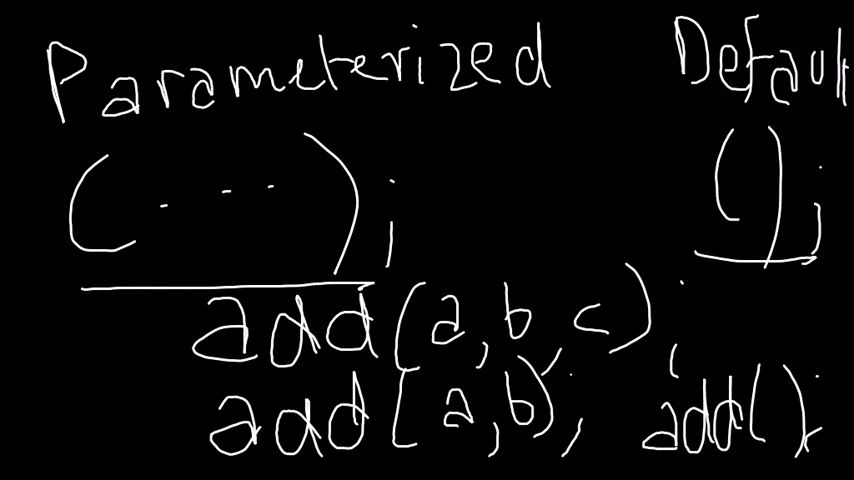 Parameterized Default
(...); ();
add(a,b,c);
add(a,b); add();